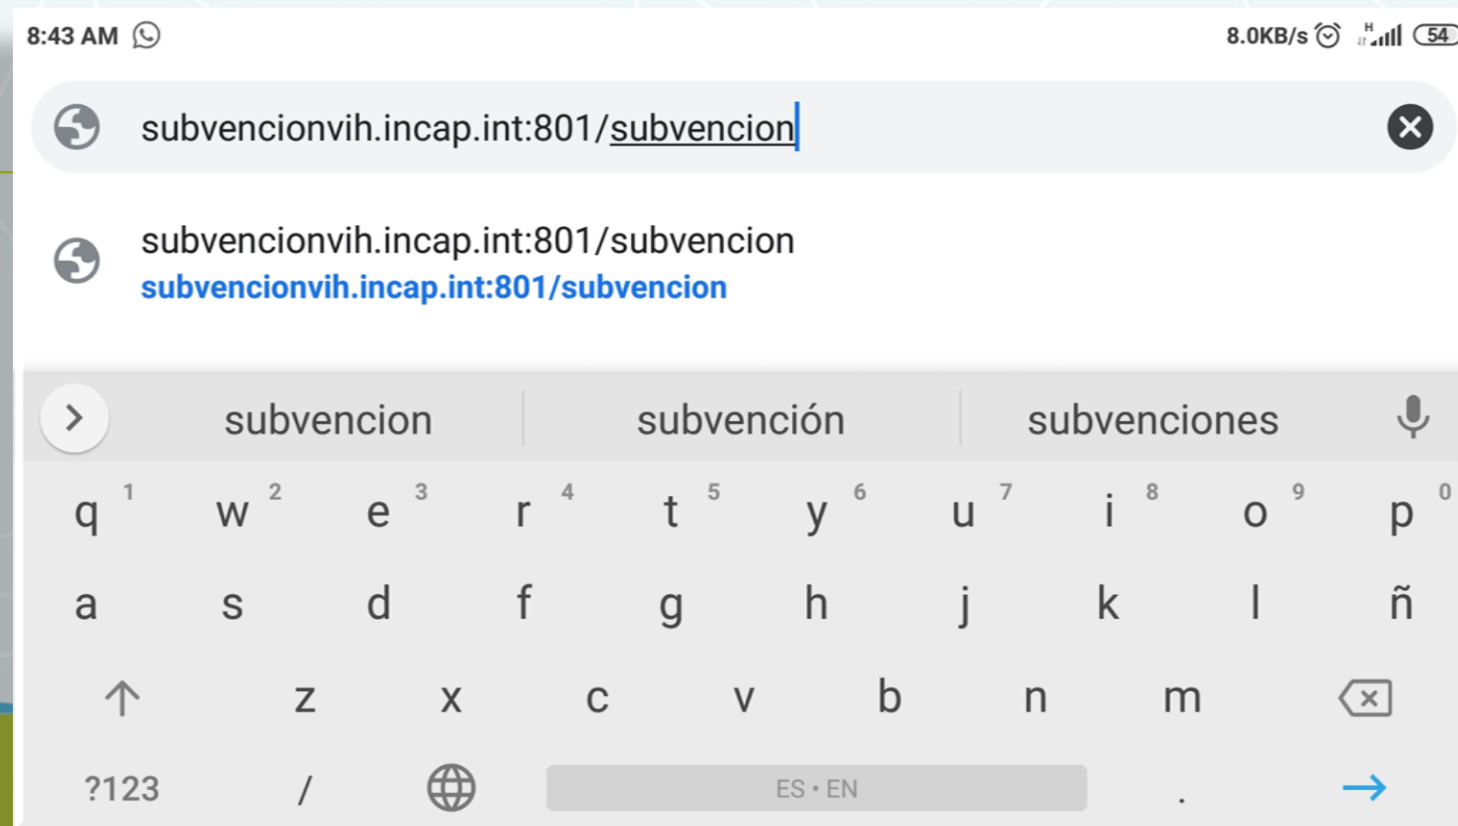 8:43 AM 8.0KB/s H 54
subvencionvih.incap.int:801/subvencion
subvencionvih.incap.int:801/subvencion
subvencionvih.incap.int:801/subvencion
subvencion subvención subvenciones
q 1 w 2 e 3 r 4 t 5 y 6 u 7 i 8 o 9 p 0
a s d f g h j k l ñ
z x c v b n m
?123 / ES • EN .